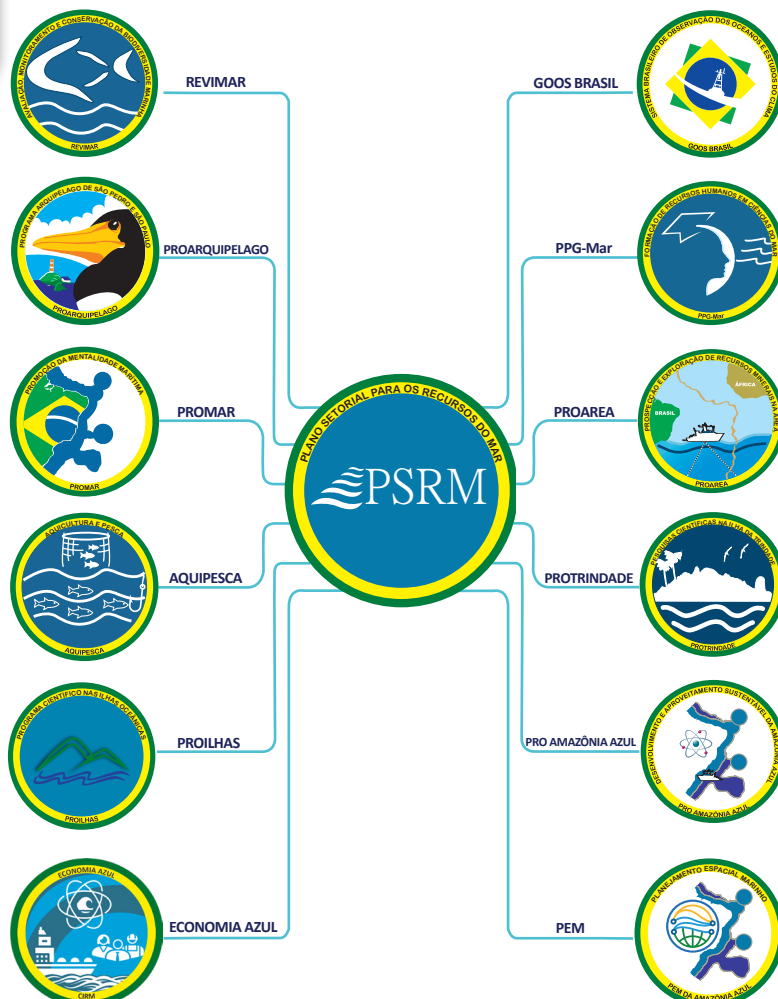 AVALIAÇÃO, MONITORAMENTO E CONSERVAÇÃO DA BIODIVERSIDADE MARINHA
REVIMAR
REVIMAR
PROGRAMA ARQUIPÉLAGO DE SÃO PEDRO E SÃO PAULO
PROARQUIPELAGO
PROARQUIPELAGO
PROMOÇÃO DA MENTALIDADE MARÍTIMA
PROMAR
PROMAR
AQUICULTURA E PESCA
AQUIPESCA
AQUIPESCA
PROGRAMA CIENTÍFICO NAS ILHAS OCEÂNICAS
PROILHAS
PROILHAS
ECONOMIA AZUL
CIRM
ECONOMIA AZUL
PLANO SETORIAL PARA OS RECURSOS DO MAR
PSRM
GOOS BRASIL
SISTEMA BRASILEIRO DE OBSERVAÇÃO DOS OCEANOS E ESTUDOS DO CLIMA
GOOS BRASIL
PPG-Mar
FORMAÇÃO DE RECURSOS HUMANOS EM CIÊNCIAS DO MAR
PPG-Mar
PROAREA
PROSPECÇÃO E EXPLORAÇÃO DE RECURSOS MINERAIS NA ÁREA
ÁFRICA
BRASIL
PROAREA
PROTRINDADE
PESQUISAS CIENTÍFICAS NA ILHA DA TRINDADE
PROTRINDADE
PRO AMAZÔNIA AZUL
DESENVOLVIMENTO E APROVEITAMENTO SUSTENTÁVEL DA AMAZÔNIA AZUL
PRO AMAZÔNIA AZUL
PEM
PLANEJAMENTO ESPACIAL MARINHO
PEM DA AMAZÔNIA AZUL